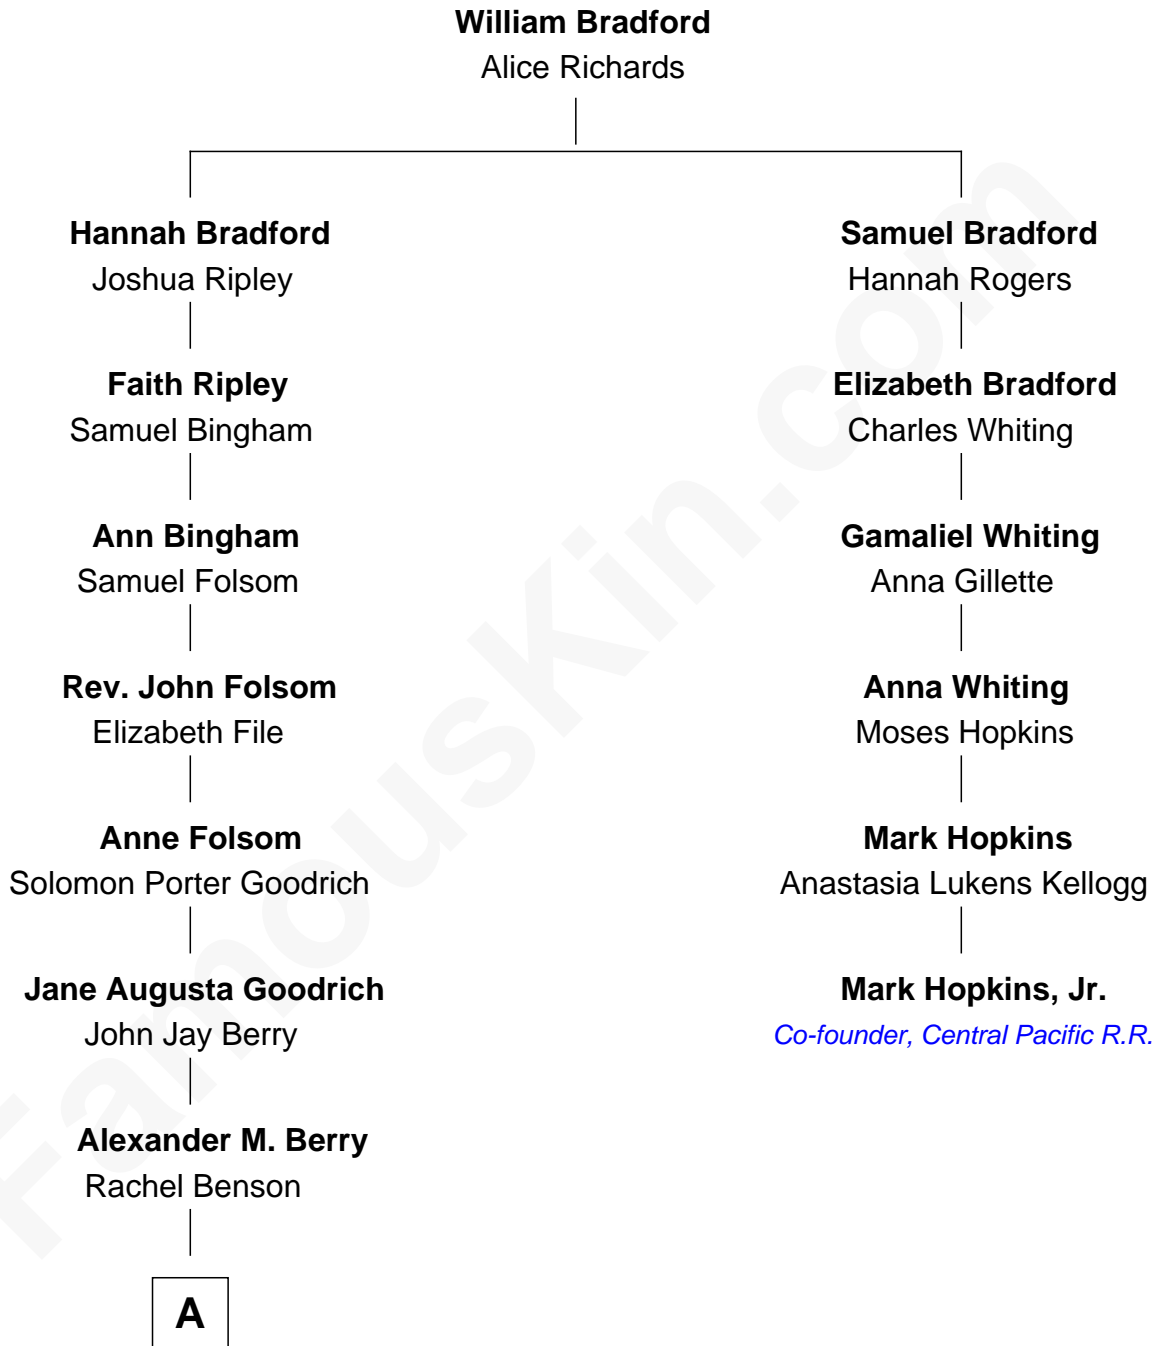 William Bradford
Alice Richards
Hannah Bradford
Joshua Ripley
Faith Ripley
Samuel Bingham
Ann Bingham
Samuel Folsom
Rev. John Folsom
Elizabeth File
Anne Folsom
Solomon Porter Goodrich
Jane Augusta Goodrich
John Jay Berry
Alexander M. Berry
Rachel Benson
A
Samuel Bradford
Hannah Rogers
Elizabeth Bradford
Charles Whiting
Gamaliel Whiting
Anna Gillette
Anna Whiting
Moses Hopkins
Mark Hopkins
Anastasia Lukens Kellogg
Mark Hopkins, Jr.
Co-founder, Central Pacific R.R.
FamousKin.com